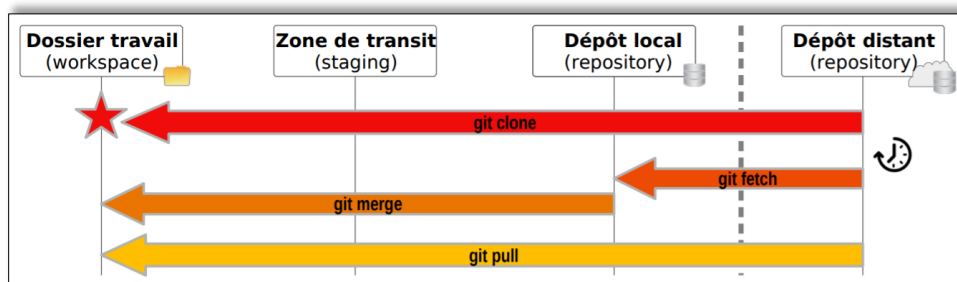 Dossier travail
(workspace)
Zone de transit
(staging)
Dépôt local
(repository)
Dépôt distant
(repository)
git clone
git fetch
git merge
git pull